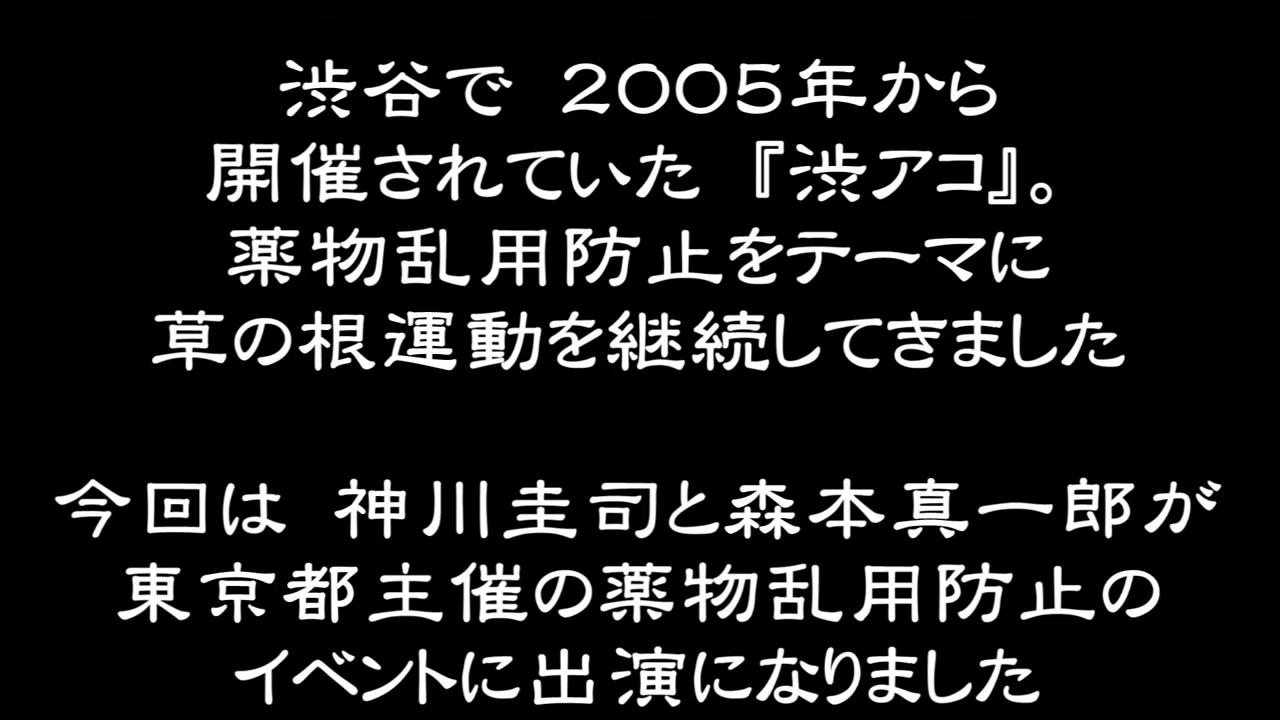 渋谷で　２００５年から
開催されていた　『渋アコ』。
薬物乱用防止をテーマに
草の根運動を継続してきました
今回は　神川圭司と森本真一郎が
東京都主催の薬物乱用防止の
イベントに出演になりました